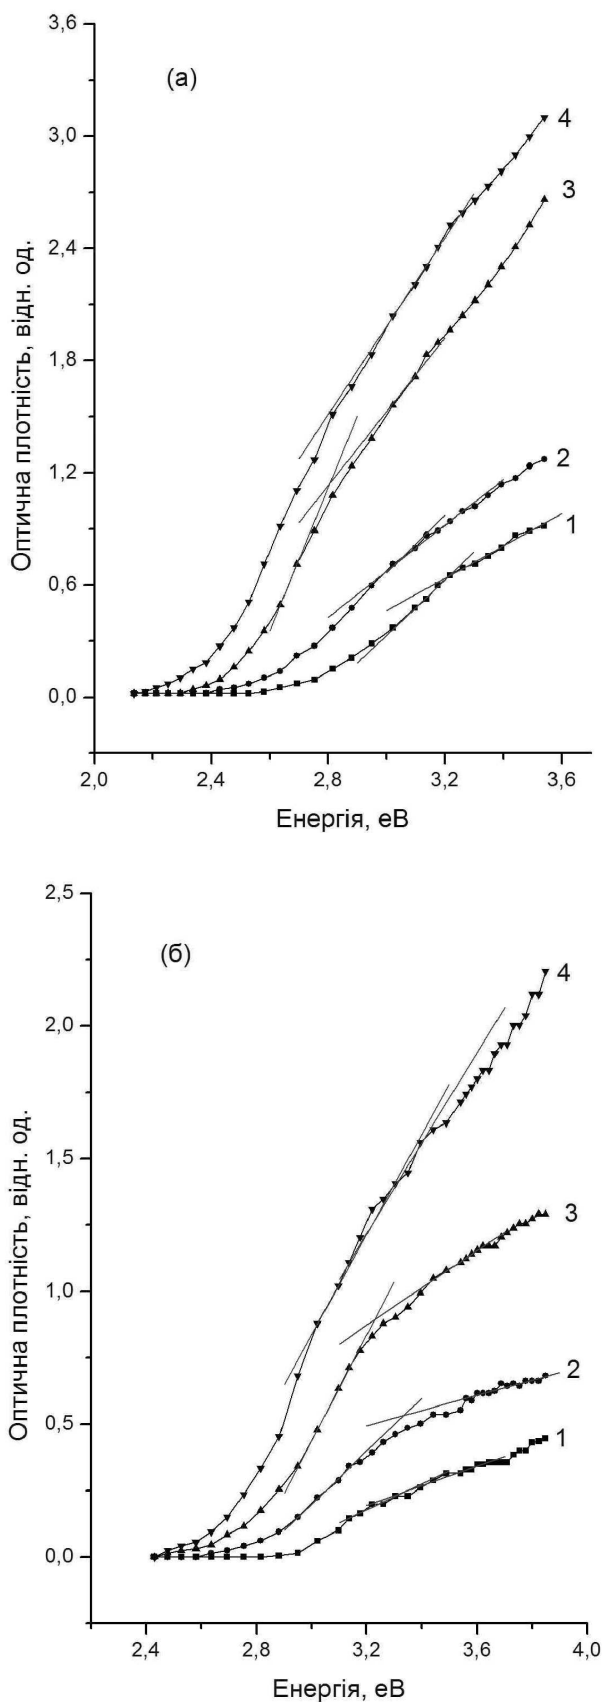 3,6
(а)
4
3,0
3
2,4
Оптична плотність, відн. од.
1,8
2
1,2
1
0,6
0,0
2,0 2,4 2,8 3,2 3,6
Енергія, еВ
2,5
(б)
4
2,0
1,5
Оптична плотність, відн. од.
3
1,0
2
0,5
1
0,0
2,4 2,8 3,2 3,6 4,0
Енергія, еВ